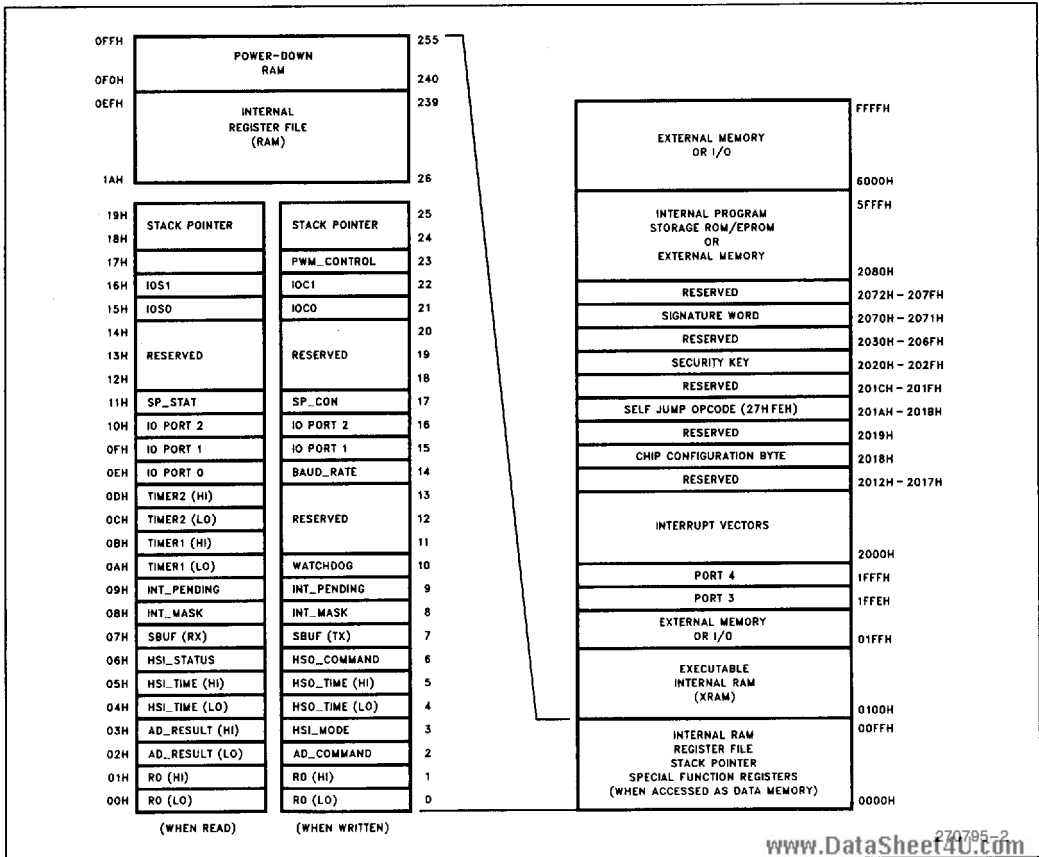 0FFH
POWER-DOWN
RAM
255
0F0H
240
0EFH
INTERNAL
REGISTER FILE
(RAM)
239
1AH
26
19H
STACK POINTER
STACK POINTER
25
18H
24
17H
PWM_CONTROL
23
16H IOS1 IOC1 22
15H IOS0 IOC0 21
14H
20
13H RESERVED RESERVED 19
12H
18
11H SP_STAT SP_CON 17
10H IO PORT 2 IO PORT 2 16
0FH IO PORT 1 IO PORT 1 15
0EH IO PORT 0 BAUD_RATE 14
0DH TIMER2 (HI) 13
0CH TIMER2 (LO) RESERVED 12
0BH TIMER1 (HI) 11
0AH TIMER1 (LO) WATCHDOG 10
09H INT_PENDING INT_PENDING 9
08H INT_MASK INT_MASK 8
07H SBUF (RX) SBUF (TX) 7
06H HSI_STATUS HSO_COMMAND 6
05H HSI_TIME (HI) HSO_TIME (HI) 5
04H HSI_TIME (LO) HSO_TIME (LO) 4
03H AD_RESULT (HI) HSI_MODE 3
02H AD_RESULT (LO) AD_COMMAND 2
01H R0 (HI) R0 (HI) 1
00H R0 (LO) R0 (LO) 0
(WHEN READ) (WHEN WRITTEN)
FFFFH
EXTERNAL MEMORY
OR I/O
6000H
5FFFH
INTERNAL PROGRAM
STORAGE ROM/EPROM
OR
EXTERNAL MEMORY
2080H
RESERVED 2072H - 207FH
SIGNATURE WORD 2070H - 2071H
RESERVED 2030H - 206FH
SECURITY KEY 2020H - 202FH
RESERVED 201CH - 201FH
SELF JUMP OPCODE (27H FEH) 201AH - 201BH
RESERVED 2019H
CHIP CONFIGURATION BYTE 2018H
RESERVED 2012H - 2017H
INTERRUPT VECTORS
2000H
PORT 4 1FFFH
PORT 3 1FFEH
EXTERNAL MEMORY
OR I/O
01FFH
EXECUTABLE
INTERNAL RAM
(XRAM)
0100H
00FFH
INTERNAL RAM
REGISTER FILE
STACK POINTER
SPECIAL FUNCTION REGISTERS
(WHEN ACCESSED AS DATA MEMORY)
0000H
270795-2
www.DataSheet4U.com